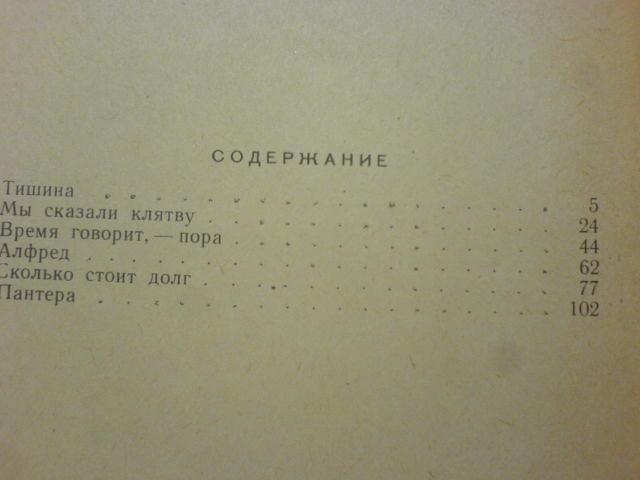 СОДЕРЖАНИЕ
Тишина . . . . . . . . . . . . . . . . . 5
Мы сказали клятву . . . . . . . . . . . . . 24
Время говорит, — пора . . . . . . . . . . . . 44
Алфред . . . . . . . . . . . . . . . . . 62
Сколько стоит долг . . . . . . . . . . . . . 77
Пантера . . . . . . . . . . . . . . . . . 102